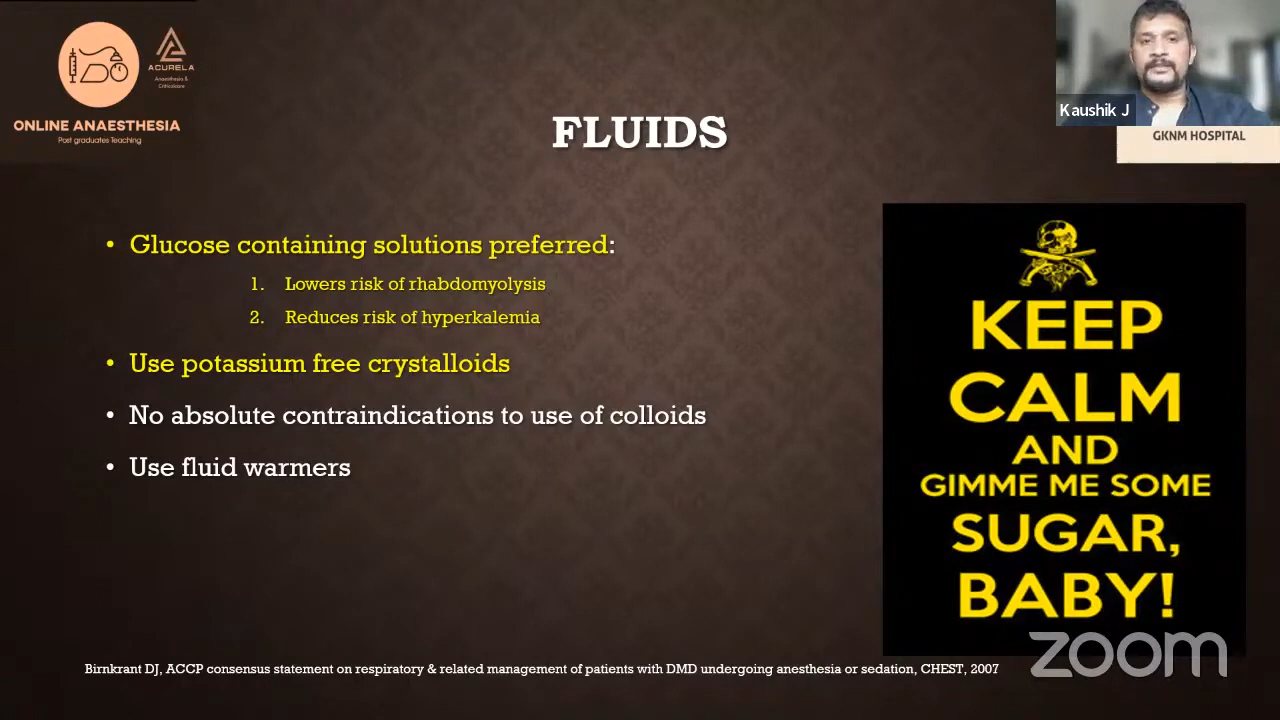 ACURELA
Anaesthesia &
Criticalcare
ONLINE ANAESTHESIA
Post graduates Teaching
Kaushik J
GKNM HOSPITAL
FLUIDS
• Glucose containing solutions preferred:
1. Lowers risk of rhabdomyolysis
2. Reduces risk of hyperkalemia
• Use potassium free crystalloids
• No absolute contraindications to use of colloids
• Use fluid warmers
KEEP
CALM
AND
GIMME ME SOME
SUGAR,
BABY!
zoom
Birnkrant DJ, ACCP consensus statement on respiratory & related management of patients with DMD undergoing anesthesia or sedation, CHEST, 2007